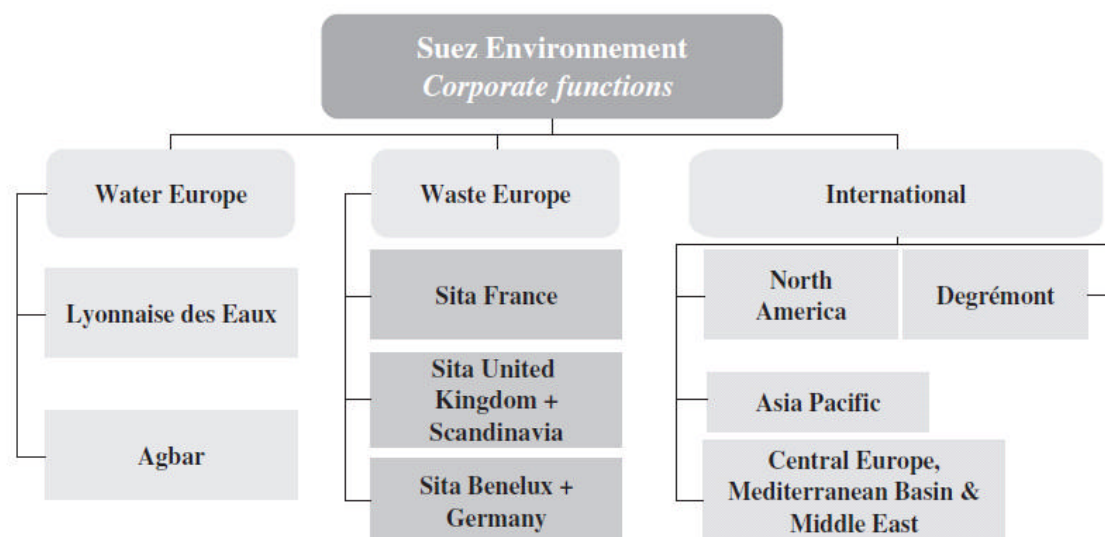 Suez Environnement
Corporate functions
Water Europe
Waste Europe
International
Lyonnaise des Eaux
Agbar
Sita France
Sita United
Kingdom +
Scandinavia
Sita Benelux +
Germany
North
America
Degrémont
Asia Pacific
Central Europe,
Mediterranean Basin &
Middle East